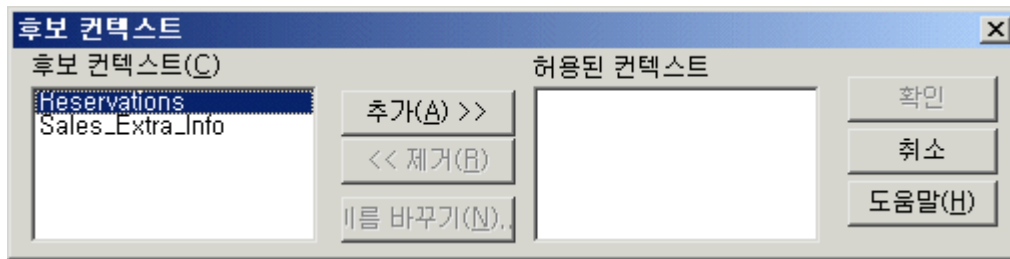 후보 컨텍스트
후보 컨텍스트(C)
Reservations
Sales_Extra_Info
추가(A) >>
<< 제거(R)
이름 바꾸기(N)..
허용된 컨텍스트
확인
취소
도움말(H)